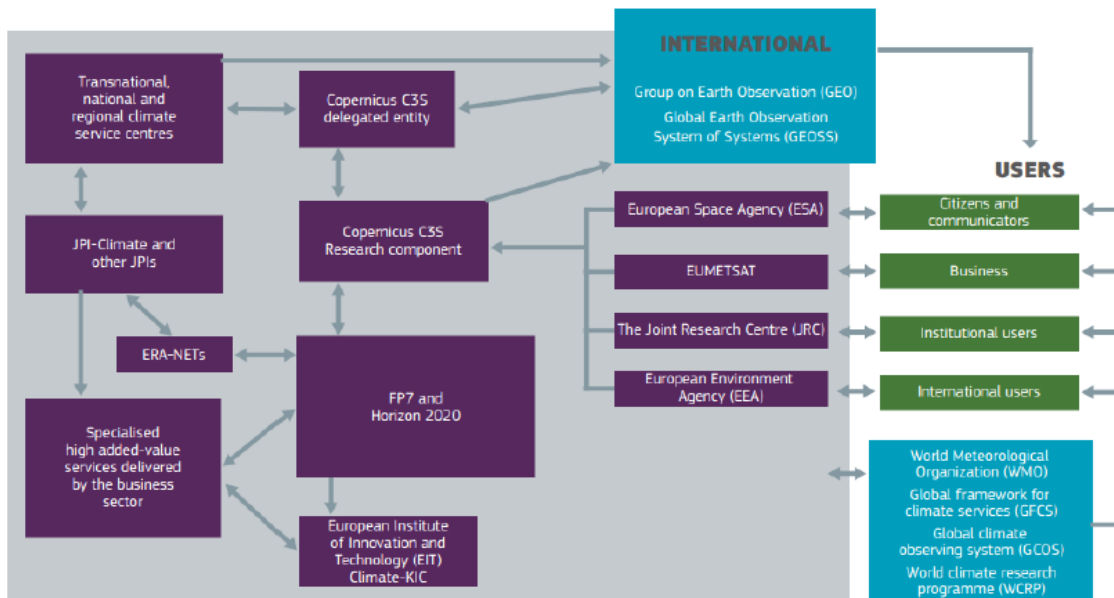 INTERNATIONAL
Group on Earth Observation (GEO)
Global Earth Observation
System of Systems (GEOSS)
Transnational,
national and
regional climate
service centres
Copernicus C3S
delegated entity
USERS
JPI-Climate and
other JPIs
Copernicus C3S
Research component
European Space Agency (ESA)
Citizens and
communicators
EUMETSAT
Business
ERA-NETs
The Joint Research Centre (JRC)
Institutional users
FP7 and
Horizon 2020
European Environment
Agency (EEA)
International users
Specialised
high added-value
services delivered
by the business
sector
European Institute
of Innovation and
Technology (EIT)
Climate-KIC
World Meteorological
Organization (WMO)
Global framework for
climate services (GFCS)
Global climate
observing system (GCOS)
World climate research
programme (WCRP)